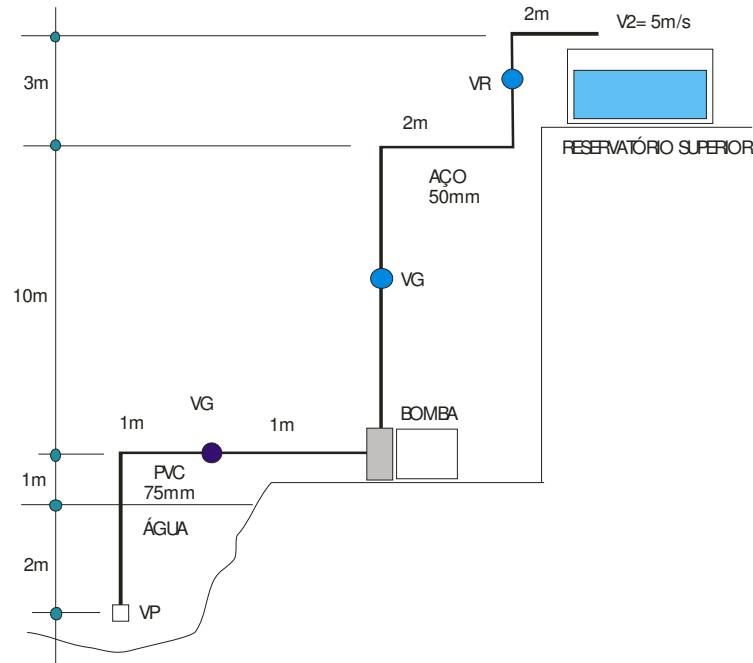 2m
V2= 5m/s
3m
VR
2m
RESERVATÓRIO SUPERIOR
AÇO
50mm
VG
10m
VG
BOMBA
1m
1m
PVC
75mm
1m
ÁGUA
2m
VP